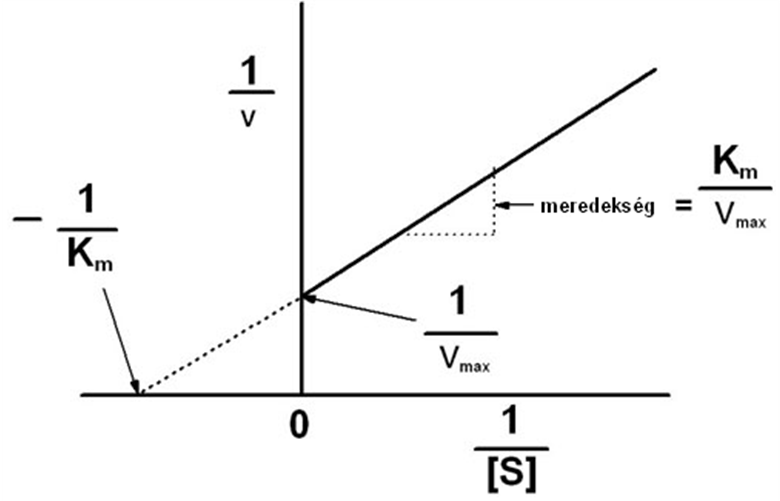 1
v
K m
meredekség = 
V max
1
- 
K m
1
V max
0
1
[S]